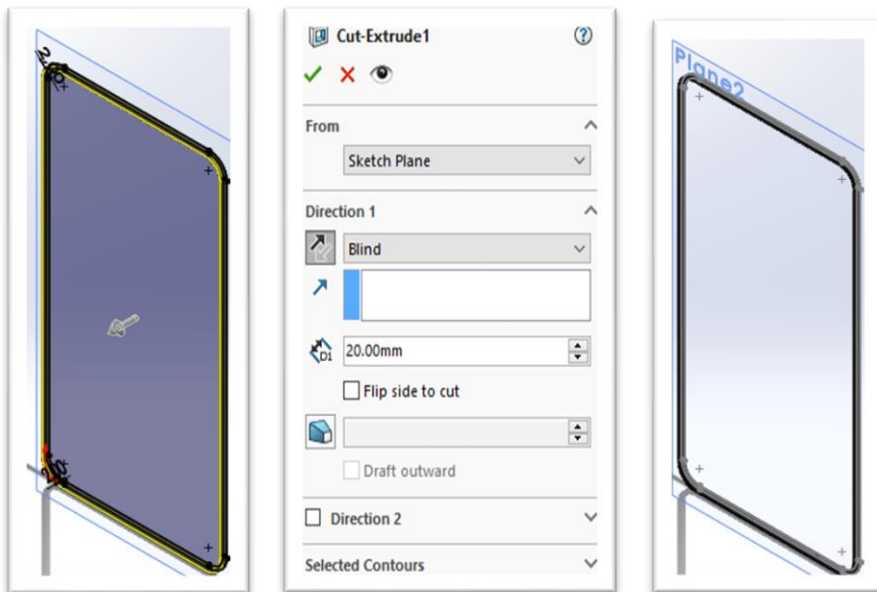 Cut-Extrude1
From
Sketch Plane
Direction 1
Blind
D1
20.00mm
Flip side to cut
Draft outward
Direction 2
Selected Contours
Plane2